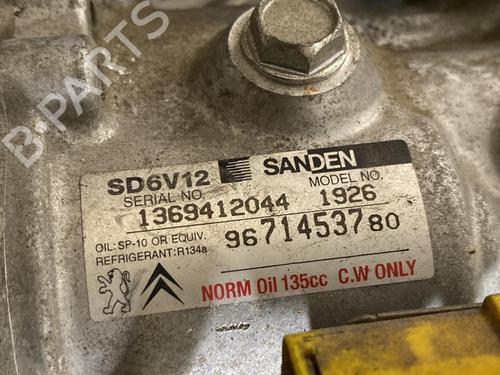 B-PARTS
SD6V12 SANDEN
SERIAL NO. MODEL NO.
1369412044 1926
OIL: SP-10 OR EQUIV.
REFRIGERANT: R134a
9671453780
NORM Oil 135cc C.W ONLY